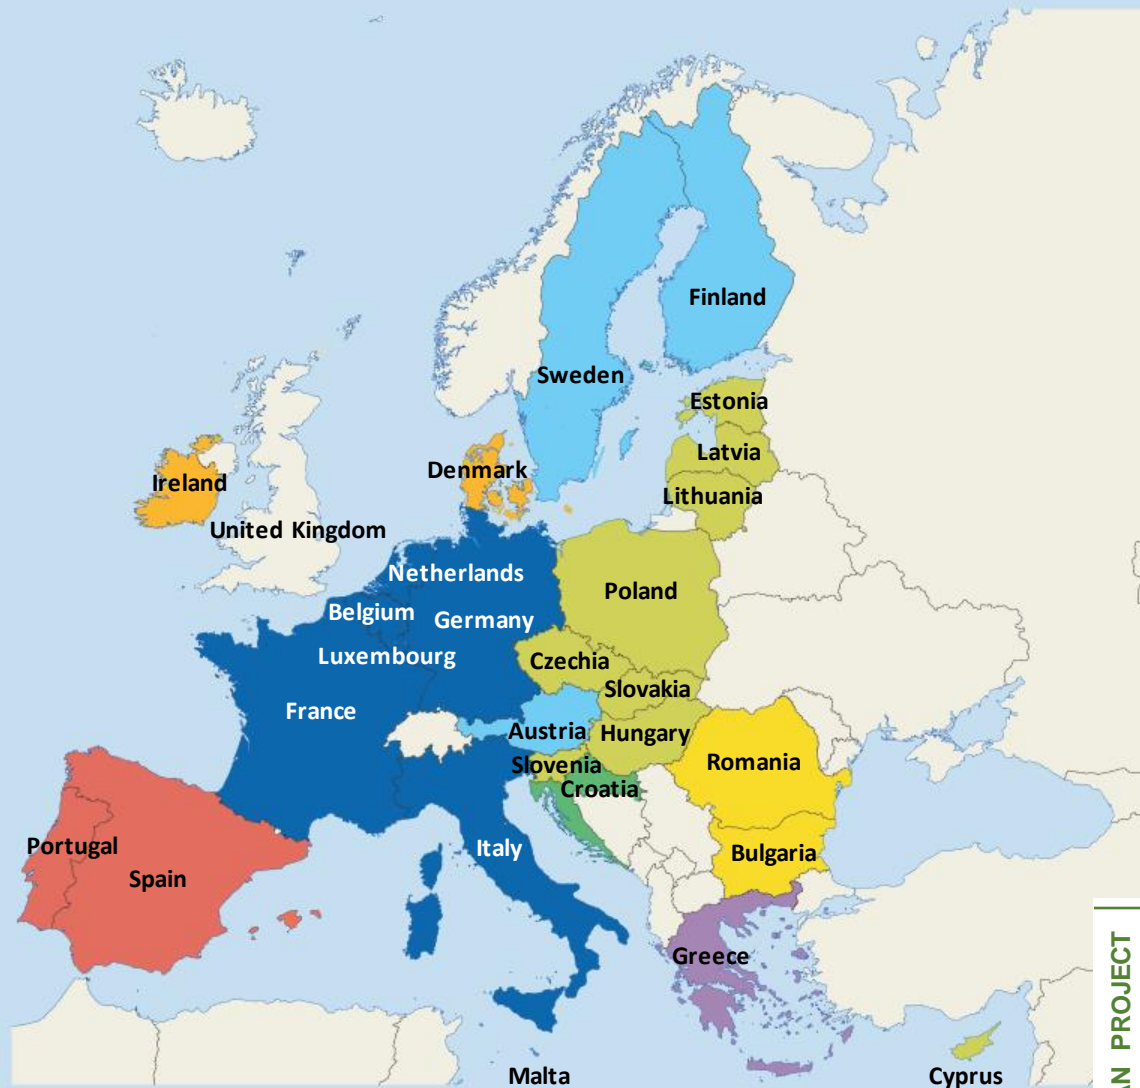 Finland
Sweden
Estonia
Latvia
Lithuania
Denmark
Ireland
United Kingdom
Netherlands
Belgium
Germany
Luxembourg
France
Poland
Czechia
Slovakia
Austria
Hungary
Slovenia
Croatia
Romania
Bulgaria
Italy
Portugal
Spain
Greece
Malta
Cyprus
PROJECT